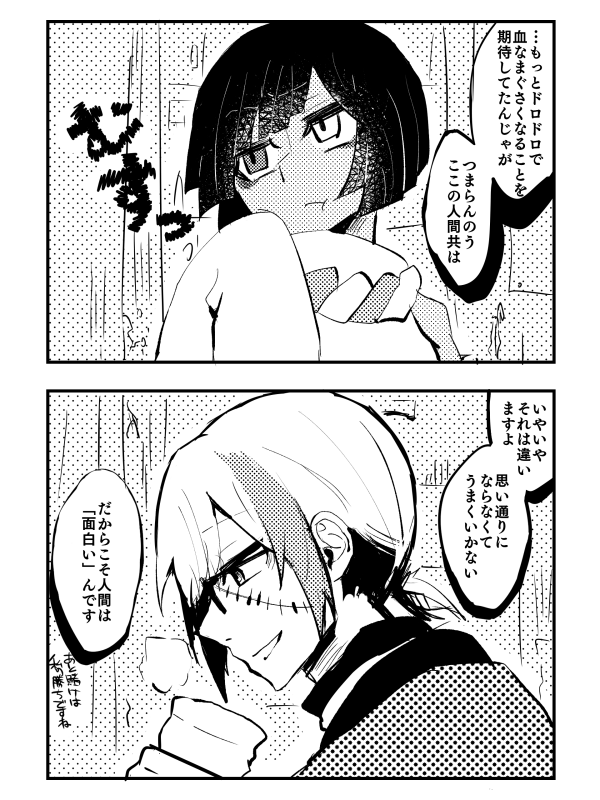 …もっとドロドロで
血なまぐさくなることを
期待してたんじゃが
つまらんのう
ここの人間共は
むすっ
いやいや
それは違い
ますよ
思い通りに
ならなくて
うまくいかない
だからこそ人間は
「面白い」んです
あと賭けは
私の勝ちですね